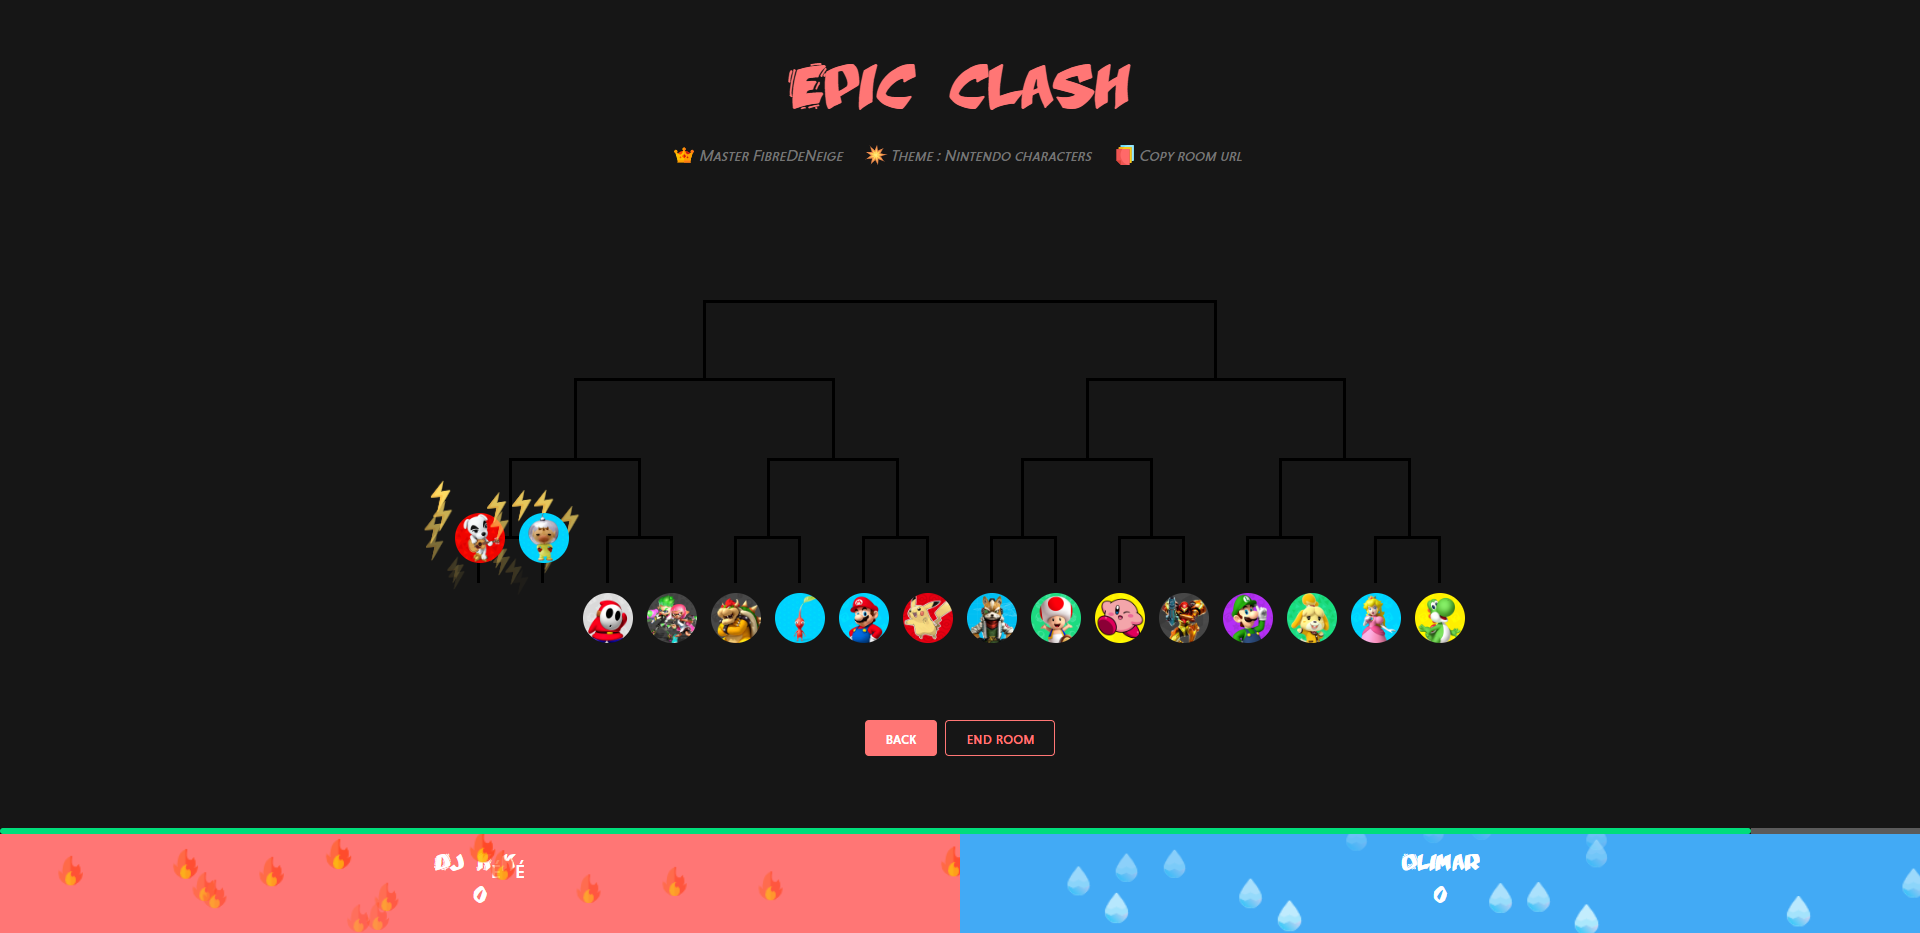 Epic clash
Master FibreDeNeige
Theme : Nintendo characters
Copy room url
BACK
END ROOM
DJ
0
Olimar
0